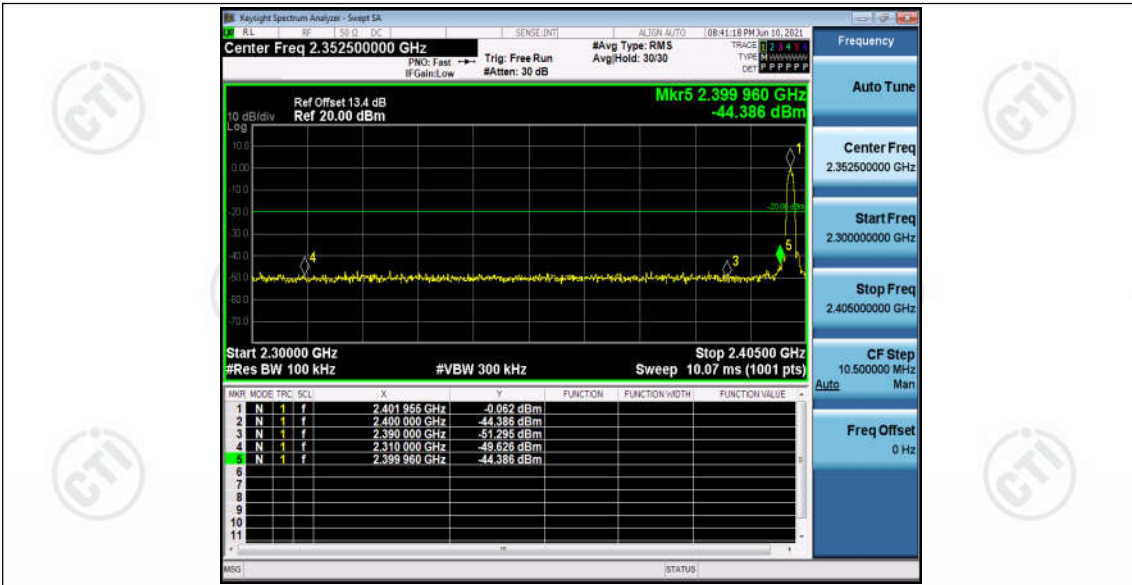 Keysight Spectrum Analyzer - Swept SA
RL RF 50 Ω DC SENSE:INT ALIGN AUTO 08:41:18 PM Jun 10, 2021
Center Freq 2.352500000 GHz
PNO: Fast
IFGain:Low
Trig: Free Run
#Atten: 30 dB
#Avg Type: RMS
Avg|Hold: 30/30
TRACE 1 2 3 4 5 6
TYPE M WWWWW
DET P P P P P P
Frequency
Auto Tune
Center Freq
2.352500000 GHz
Start Freq
2.300000000 GHz
Stop Freq
2.405000000 GHz
CF Step
10.500000 MHz
Auto Man
Freq Offset
0 Hz
Mkr5 2.399 960 GHz
-44.386 dBm
Ref Offset 13.4 dB
10 dB/div Ref 20.00 dBm
Log
10.0
0.00
-10.0
-20.0
-30.0
-40.0
-50.0
-60.0
-70.0
1
4
3
5
Start 2.30000 GHz Stop 2.40500 GHz
#Res BW 100 kHz #VBW 300 kHz Sweep 10.07 ms (1001 pts)
MKR MODE TRC SCL X Y FUNCTION FUNCTION WIDTH FUNCTION VALUE
1 N 1 f 2.401 955 GHz -0.062 dBm
2 N 1 f 2.400 000 GHz -44.386 dBm
3 N 1 f 2.390 000 GHz -51.295 dBm
4 N 1 f 2.310 000 GHz -49.626 dBm
5 N 1 f 2.399 960 GHz -44.386 dBm
6
7
8
9
10
11
MSG STATUS
CTI
CTI
CTI
CTI